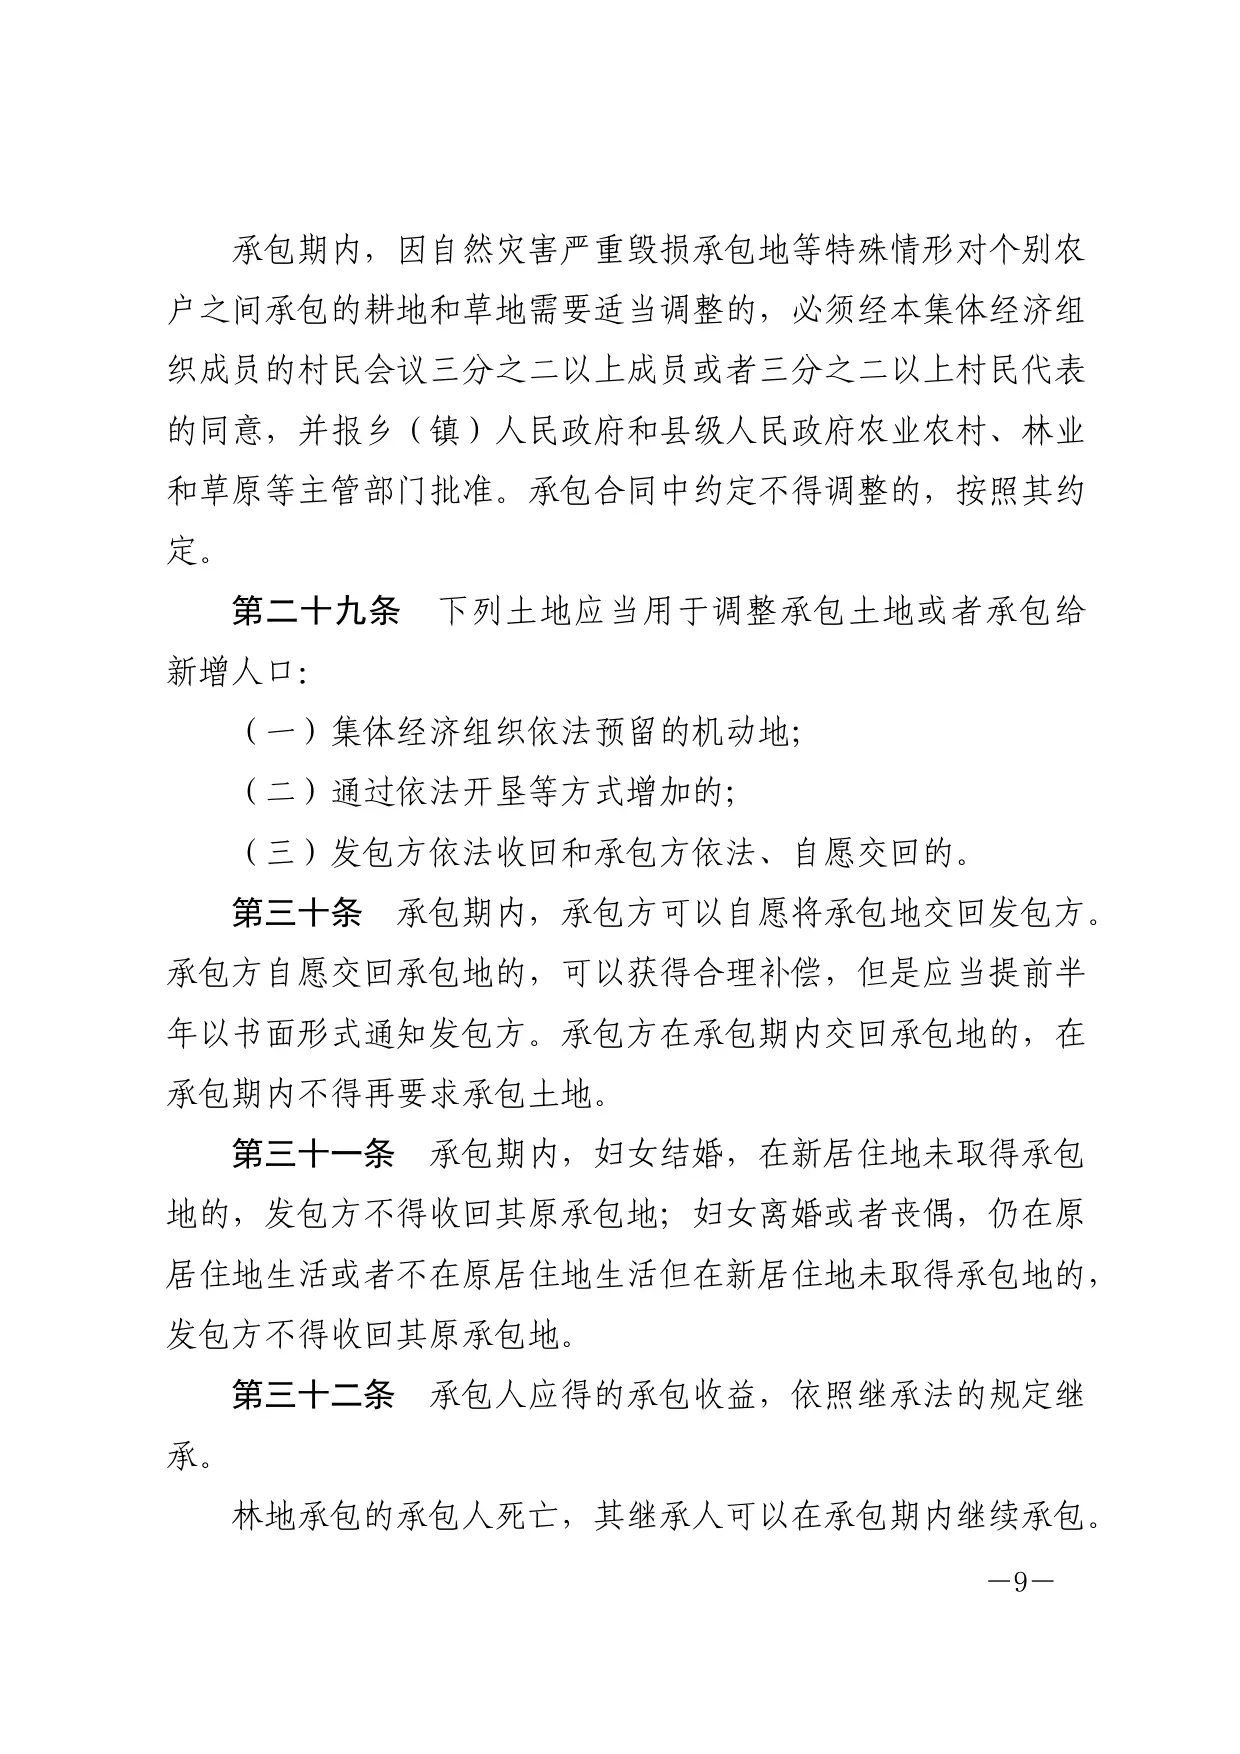 承包期内，因自然灾害严重毁损承包地等特殊情形对个别农
户之间承包的耕地和草地需要适当调整的，必须经本集体经济组
织成员的村民会议三分之二以上成员或者三分之二以上村民代表
的同意，并报乡（镇）人民政府和县级人民政府农业农村、林业
和草原等主管部门批准。承包合同中约定不得调整的，按照其约
定。
第二十九条　下列土地应当用于调整承包土地或者承包给
新增人口：
（一）集体经济组织依法预留的机动地；
（二）通过依法开垦等方式增加的；
（三）发包方依法收回和承包方依法、自愿交回的。
第三十条　承包期内，承包方可以自愿将承包地交回发包方。
承包方自愿交回承包地的，可以获得合理补偿，但是应当提前半
年以书面形式通知发包方。承包方在承包期内交回承包地的，在
承包期内不得再要求承包土地。
第三十一条　承包期内，妇女结婚，在新居住地未取得承包
地的，发包方不得收回其原承包地；妇女离婚或者丧偶，仍在原
居住地生活或者不在原居住地生活但在新居住地未取得承包地的，
发包方不得收回其原承包地。
第三十二条　承包人应得的承包收益，依照继承法的规定继
承。
林地承包的承包人死亡，其继承人可以在承包期内继续承包。
—9—